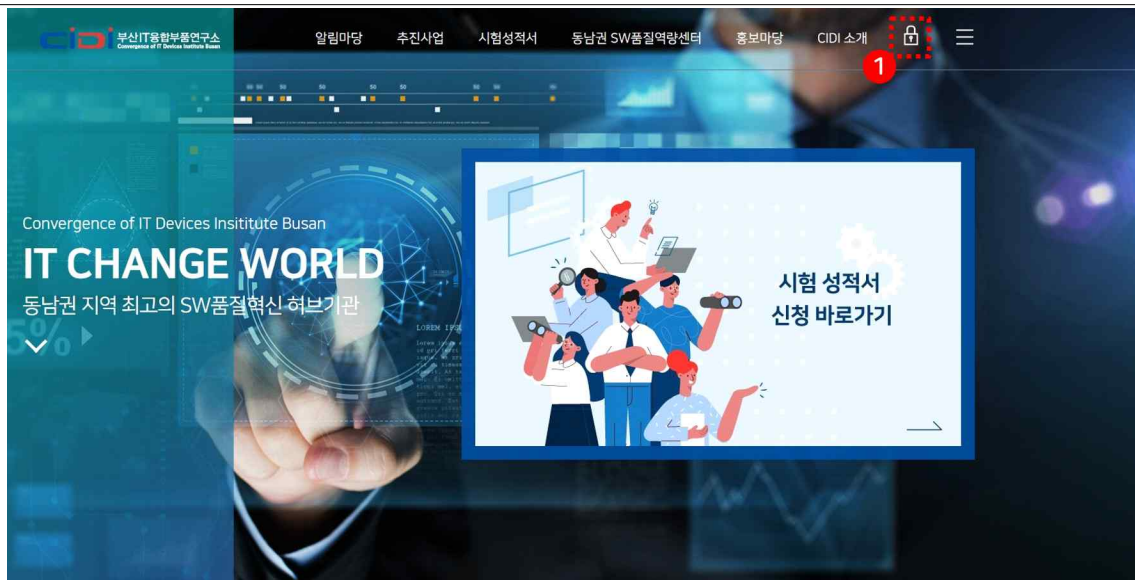 CiDi 부산IT융합부품연구소
Convergence of IT Devices Institute Busan
알림마당 추진사업 시험성적서 동남권 SW품질역량센터 홍보마당 CIDI 소개
1
Convergence of IT Devices Insititute Busan
IT CHANGE WORLD
동남권 지역 최고의 SW품질혁신 허브기관
시험 성적서
신청 바로가기